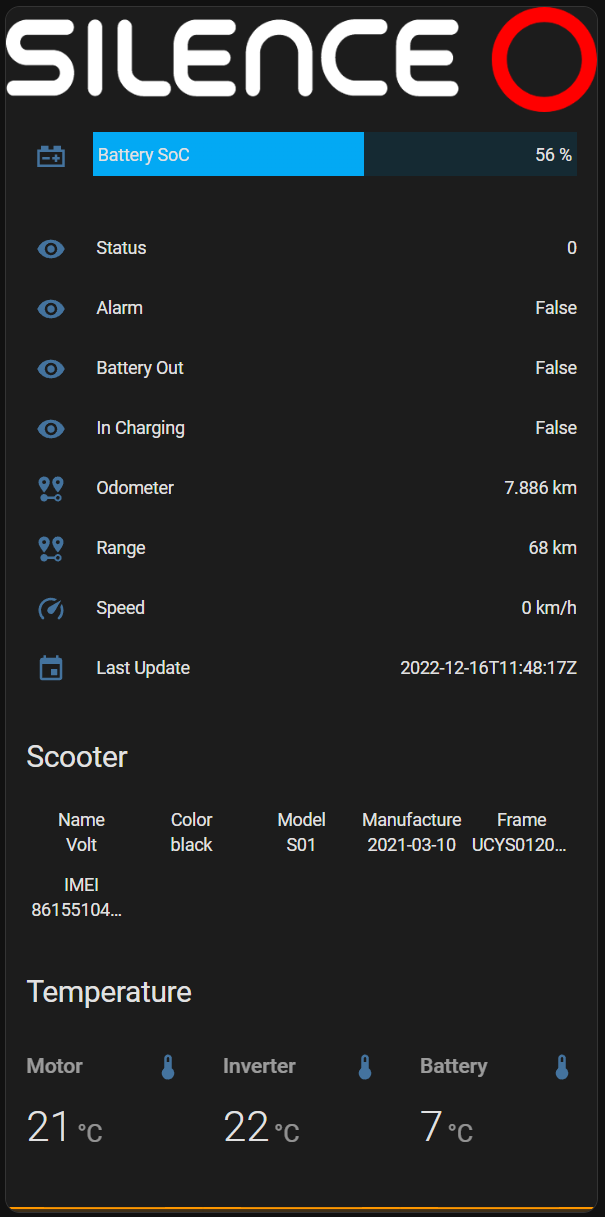 SILENCE
Battery SoC 56 %
Status 0
Alarm False
Battery Out False
In Charging False
Odometer 7.886 km
Range 68 km
Speed 0 km/h
Last Update 2022-12-16T11:48:17Z
Scooter
Name Color Model Manufacture Frame
Volt black S01 2021-03-10 UCYS0120...
IMEI
86155104...
Temperature
Motor Inverter Battery
21 °C 22 °C 7 °C